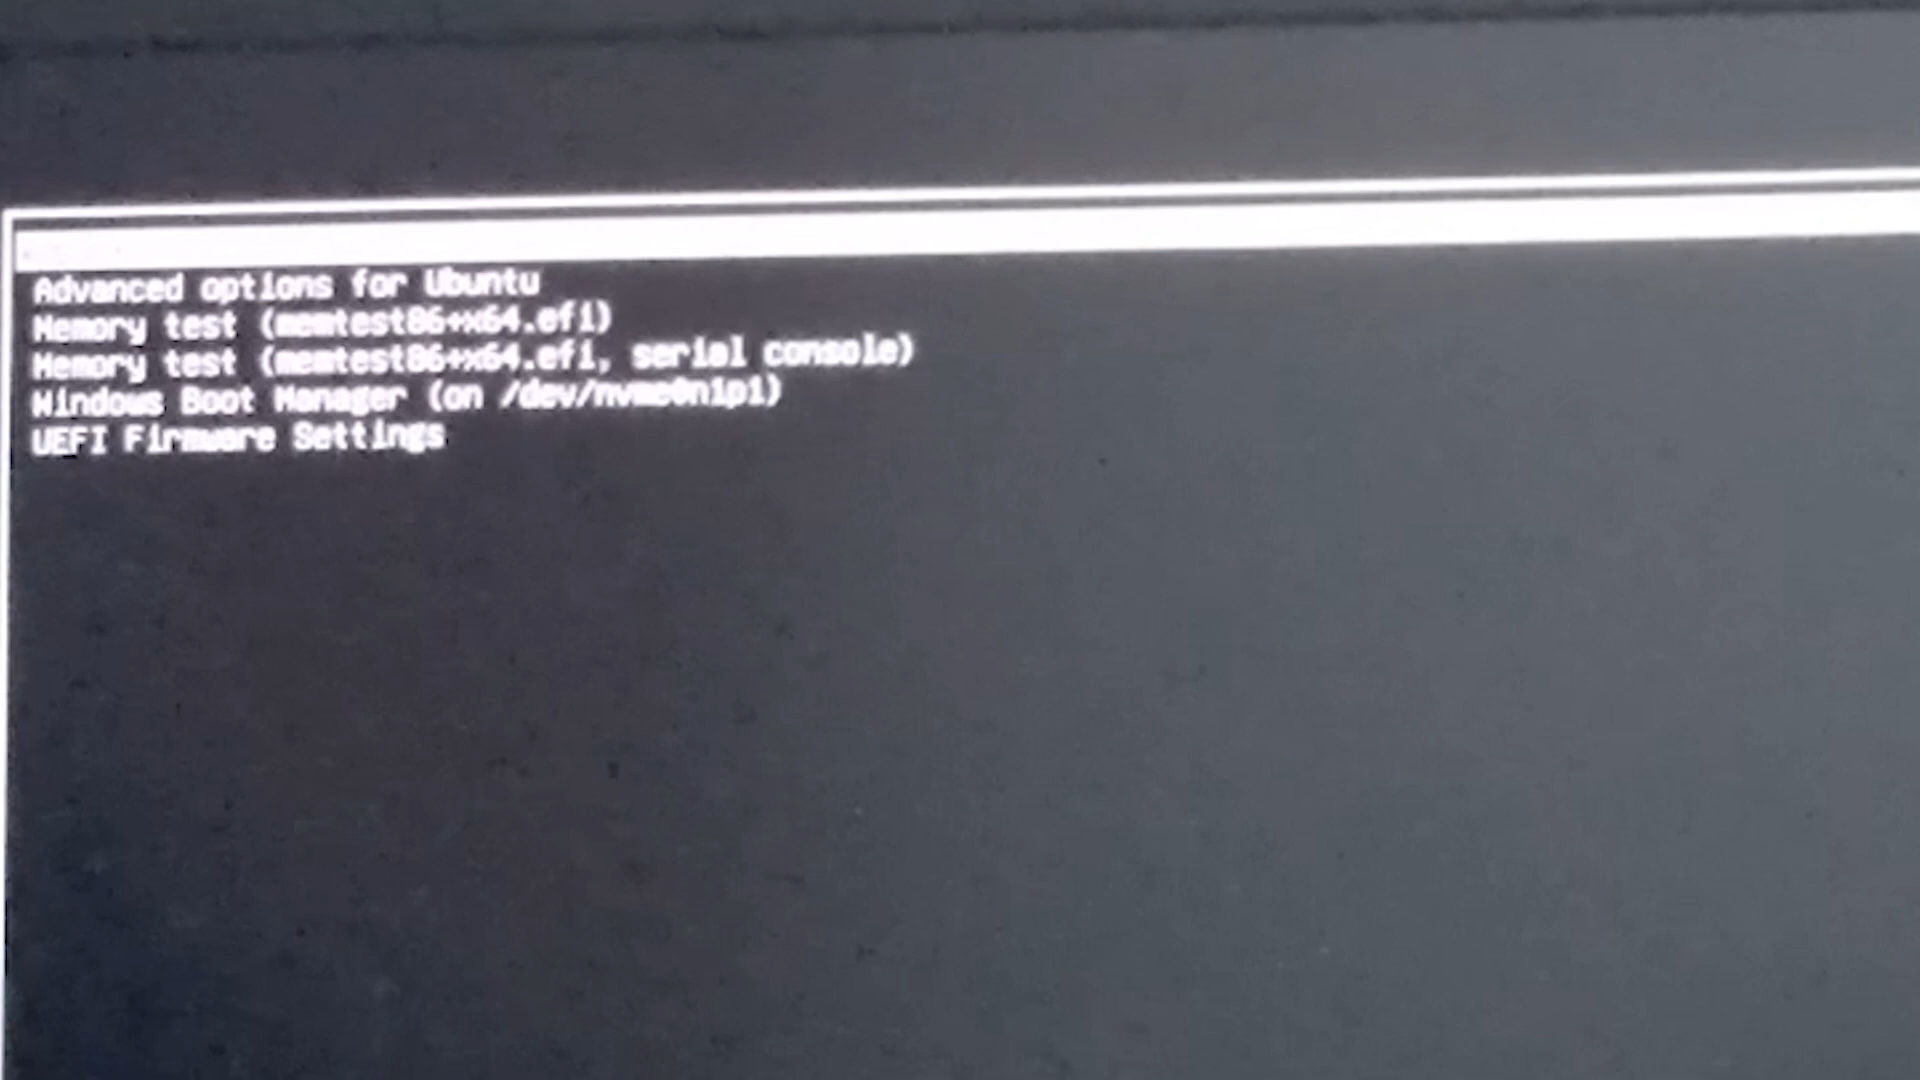 Advanced options for Ubuntu
Memory test (memtest86+x64.efi)
Memory test (memtest86+x64.efi, serial console)
Windows Boot Manager (on /dev/nvme0n1p1)
UEFI Firmware Settings